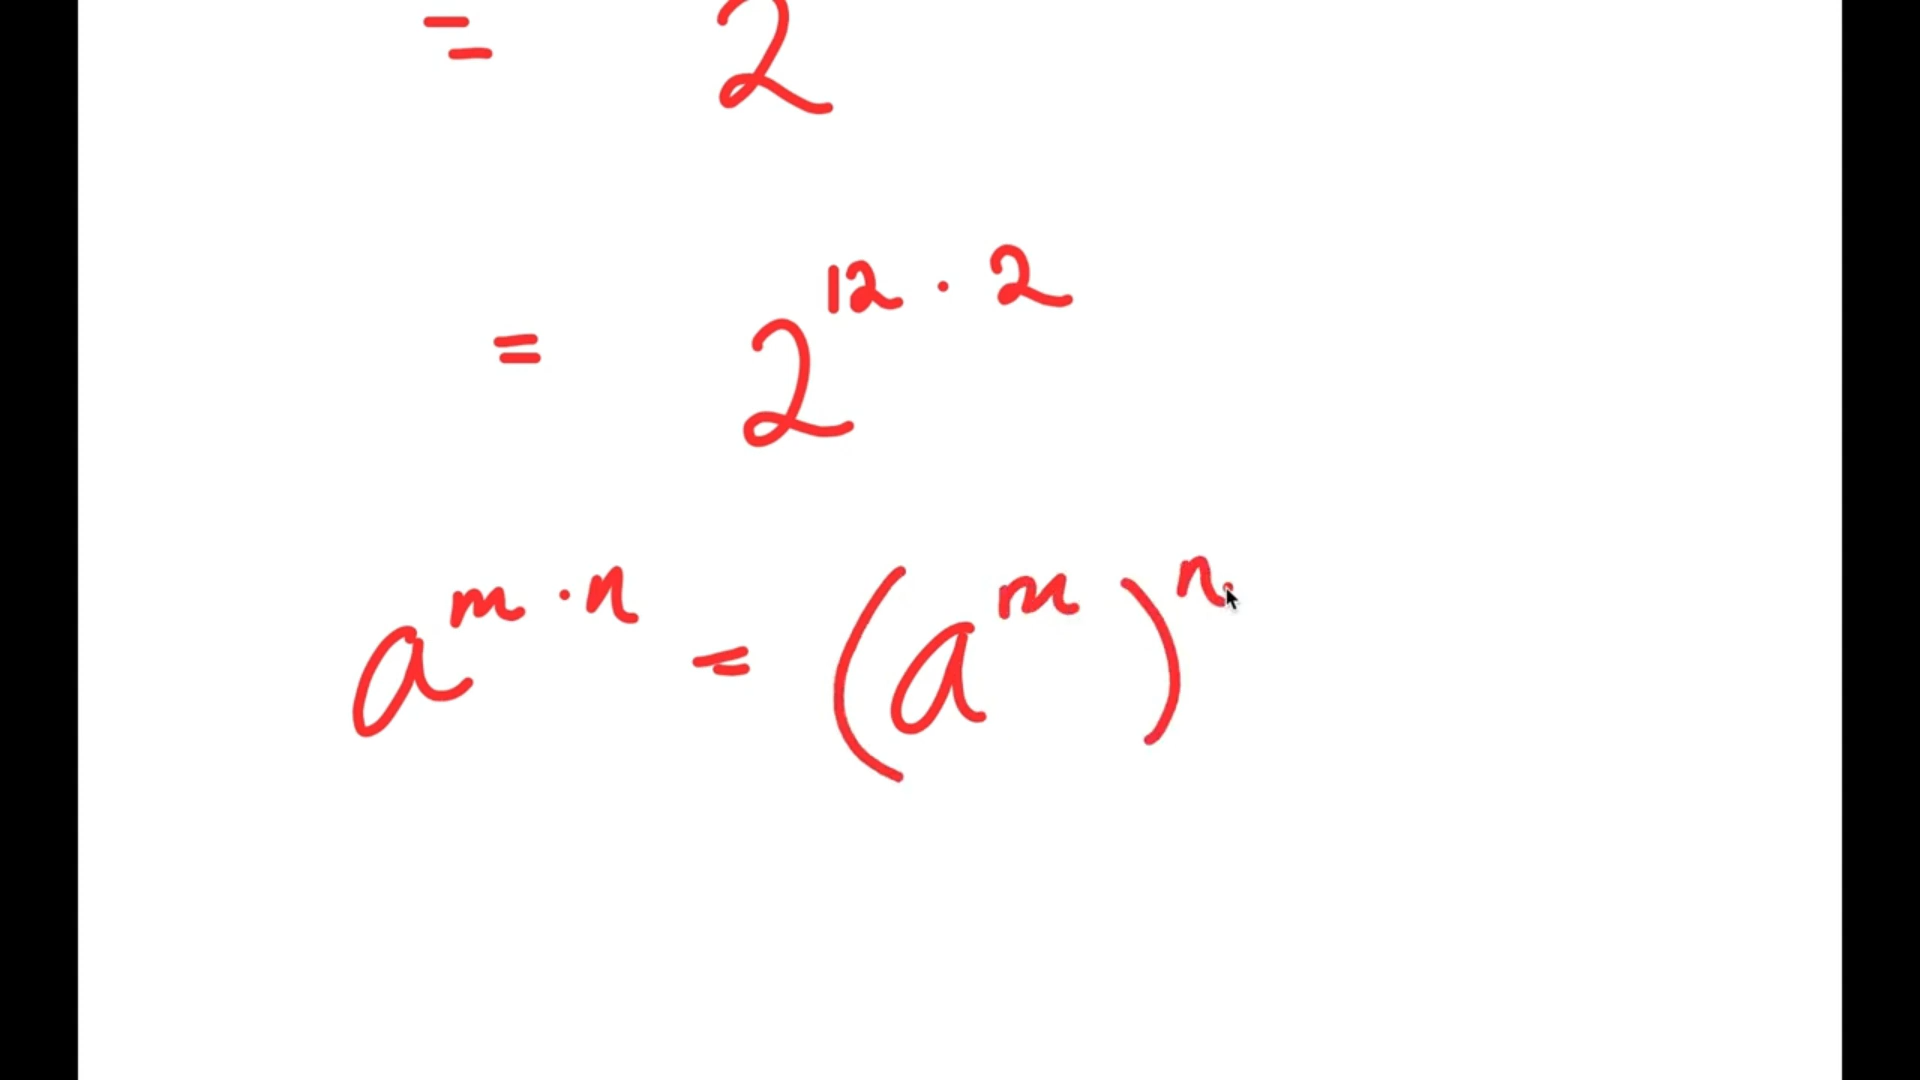 = 2
= 2^{12 · 2}
a^{m · n} = (a^m)^n